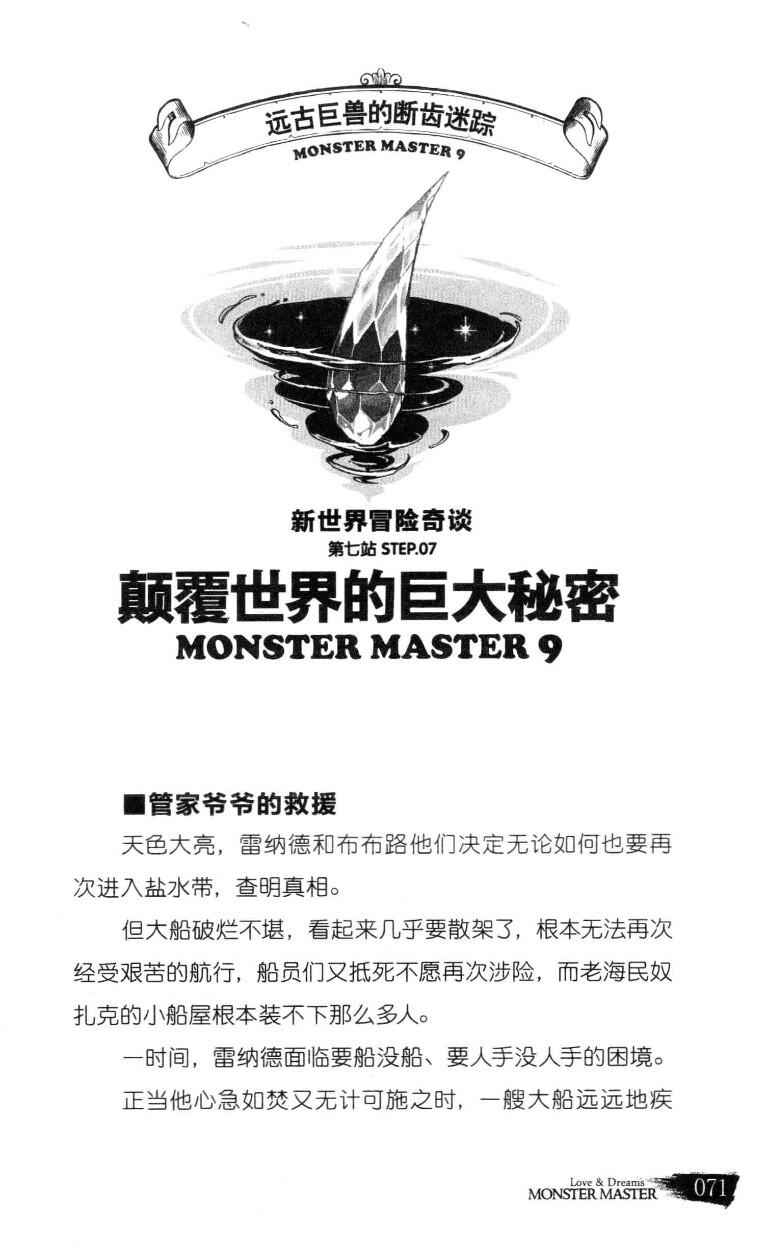 远古巨兽的断齿迷踪
MONSTER MASTER 9
新世界冒险奇谈
第七站 STEP.07
颠覆世界的巨大秘密
MONSTER MASTER 9
■管家爷爷的救援
天色大亮，雷纳德和布布路他们决定无论如何也要再
次进入盐水带，查明真相。
但大船破烂不堪，看起来几乎要散架了，根本无法再次
经受艰苦的航行，船员们又抵死不愿再次涉险，而老海民奴
扎克的小船屋根本装不下那么多人。
一时间，雷纳德面临要船没船、要人手没人手的困境。
正当他心急如焚又无计可施之时，一艘大船远远地疾
Love & Dreams
MONSTER MASTER
071